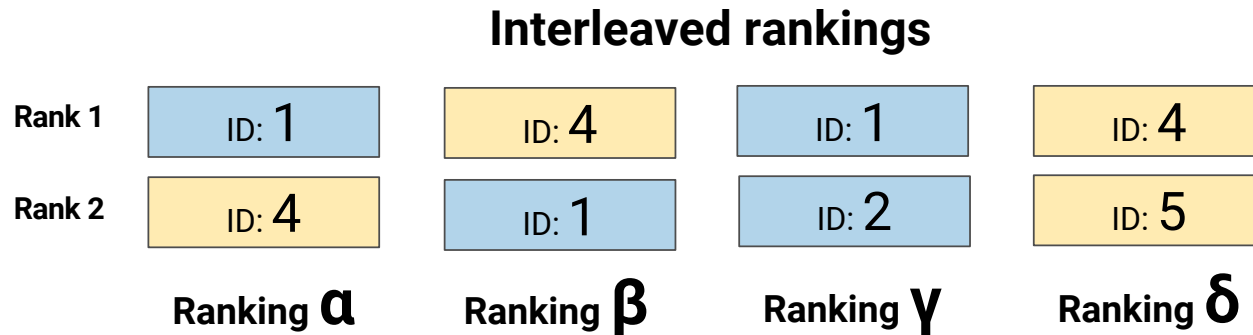 Interleaved rankings
Rank 1 ID: 1 ID: 4 ID: 1 ID: 4
Rank 2 ID: 4 ID: 1 ID: 2 ID: 5
Ranking α Ranking β Ranking γ Ranking δ